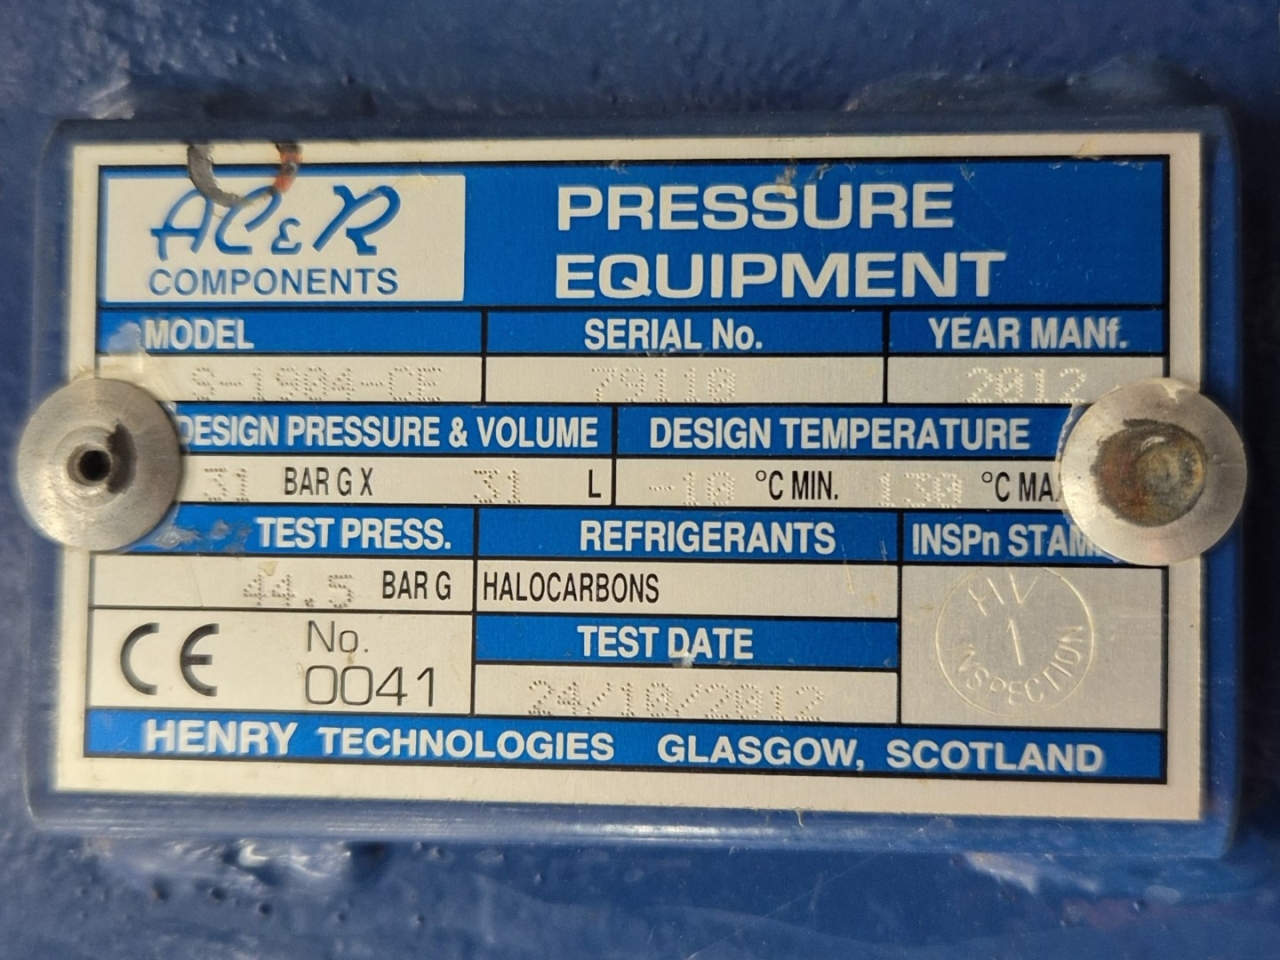 AC&R
COMPONENTS
PRESSURE
EQUIPMENT
MODEL SERIAL No. YEAR MANf.
S-1904-CE 79110 2012
DESIGN PRESSURE & VOLUME DESIGN TEMPERATURE
31 BAR G X 31 L -10 °C MIN. 130 °C MAX
TEST PRESS. REFRIGERANTS INSPn STAMP
44.5 BAR G HALOCARBONS
HV
1
INSPECTION
CE No.
0041
TEST DATE
24/10/2012
HENRY TECHNOLOGIES GLASGOW, SCOTLAND